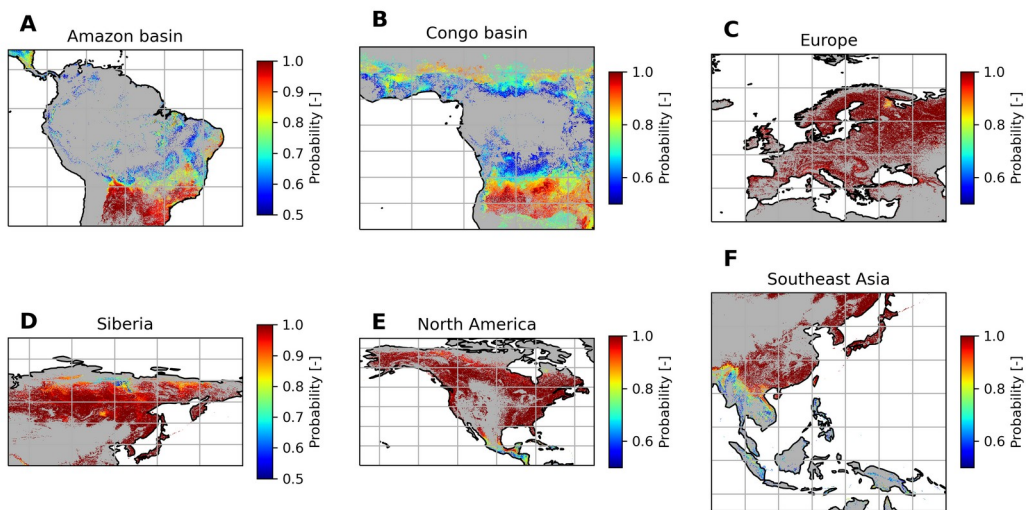 A
Amazon basin
1.0
0.9
0.8
0.7
0.6
0.5
Probability [-]
B
Congo basin
1.0
0.8
0.6
Probability [-]
C
Europe
1.0
0.8
0.6
Probability [-]
D
Siberia
1.0
0.9
0.8
0.7
0.6
0.5
Probability [-]
E
North America
1.0
0.8
0.6
Probability [-]
F
Southeast Asia
1.0
0.8
0.6
Probability [-]